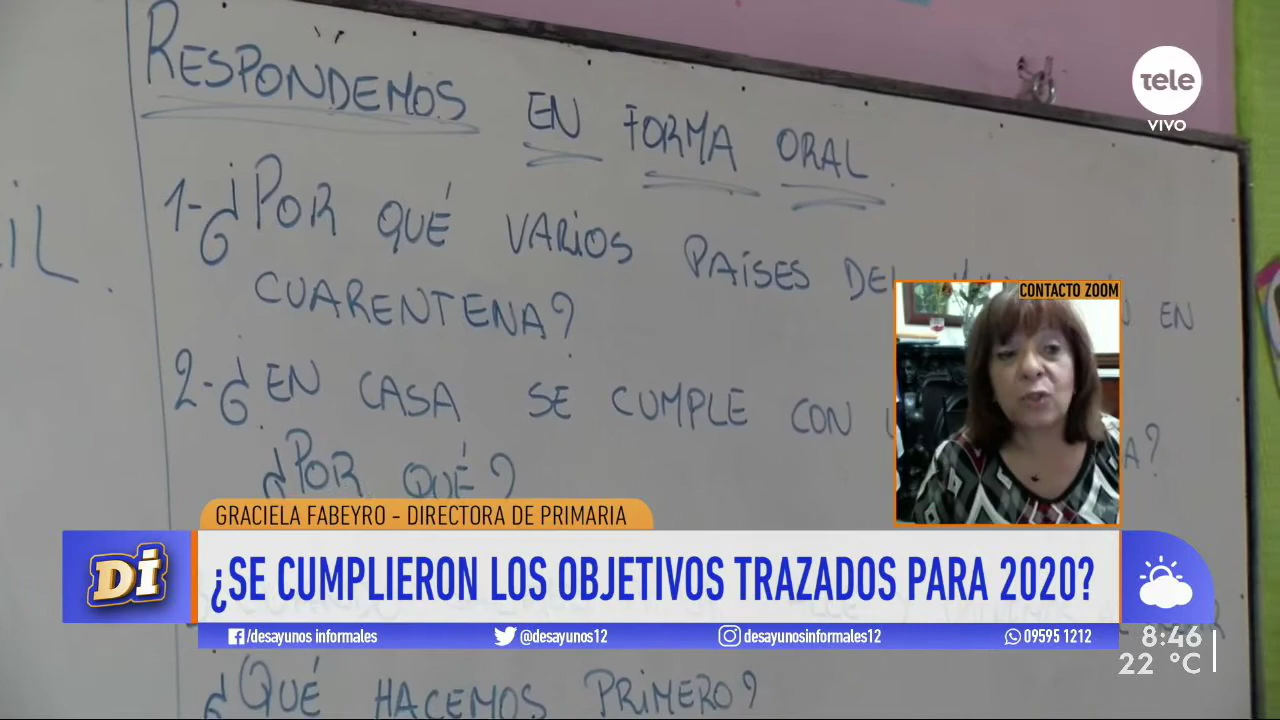 RESPONDEMOS EN FORMA ORAL.
1-¿POR QUÉ VARIOS PAÍSES DEL EN
CUARENTENA?
2-¿EN CASA SE CUMPLE CON
¿POR QUÉ?
¿QUÉ HACEMOS PRIMERO?
tele
VIVO
CONTACTO ZOOM
GRACIELA FABEYRO - DIRECTORA DE PRIMARIA
Di
¿SE CUMPLIERON LOS OBJETIVOS TRAZADOS PARA 2020?
/desayunos informales @desayunos12 desayunosinformales12 09595 1212
8:46
22 °C